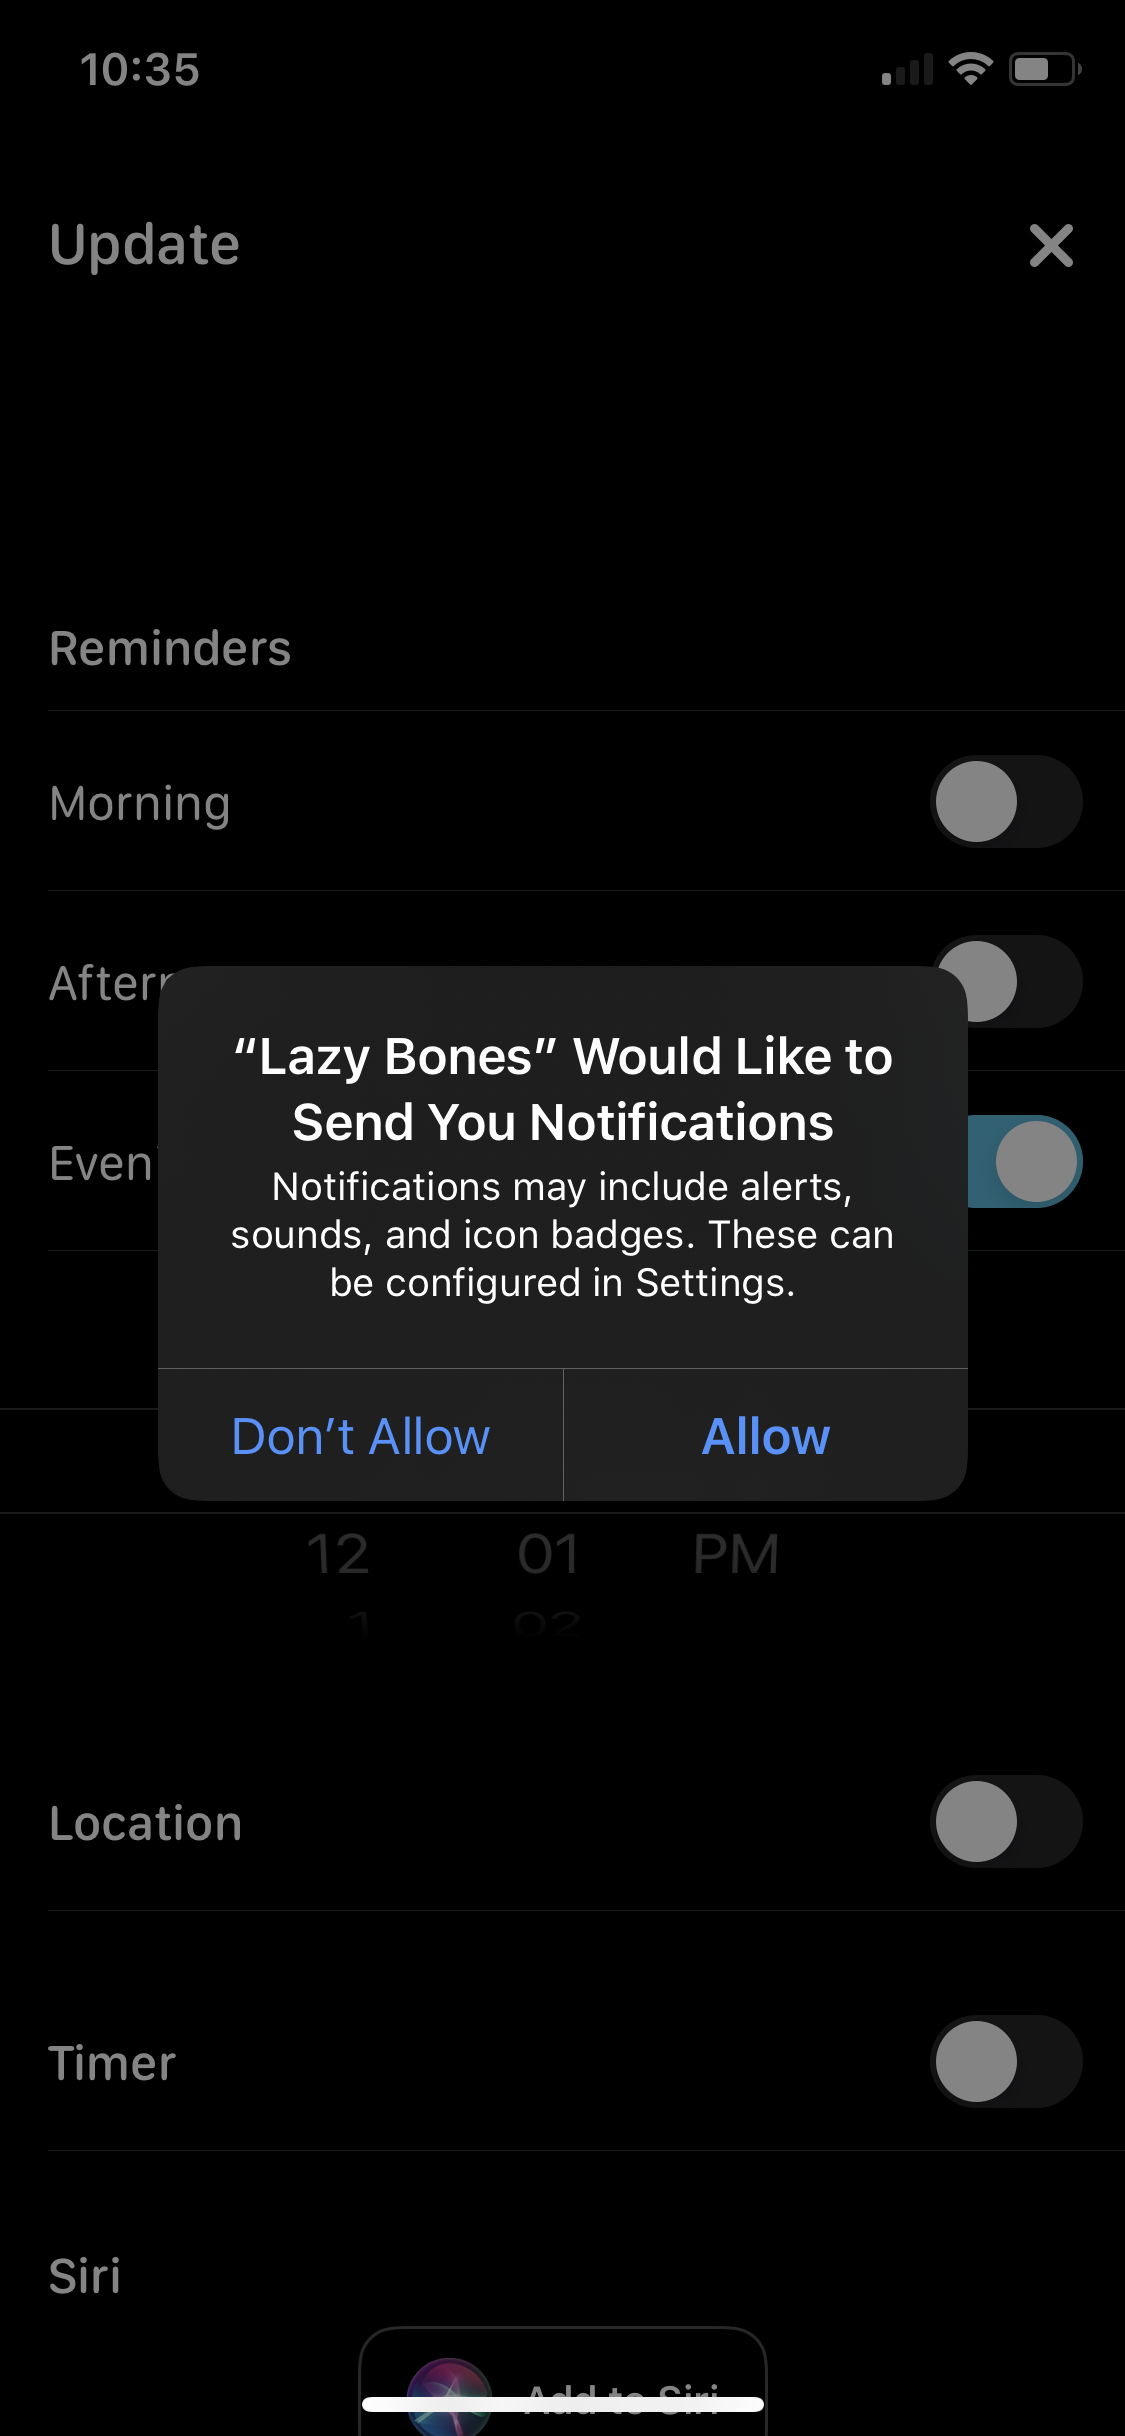 10:35
Update
Reminders
Morning
“Lazy Bones” Would Like to
Send You Notifications
Notifications may include alerts,
sounds, and icon badges. These can
be configured in Settings.
Don’t Allow
Allow
12 01 PM
1 02
Location
Timer
Siri
Add to Siri